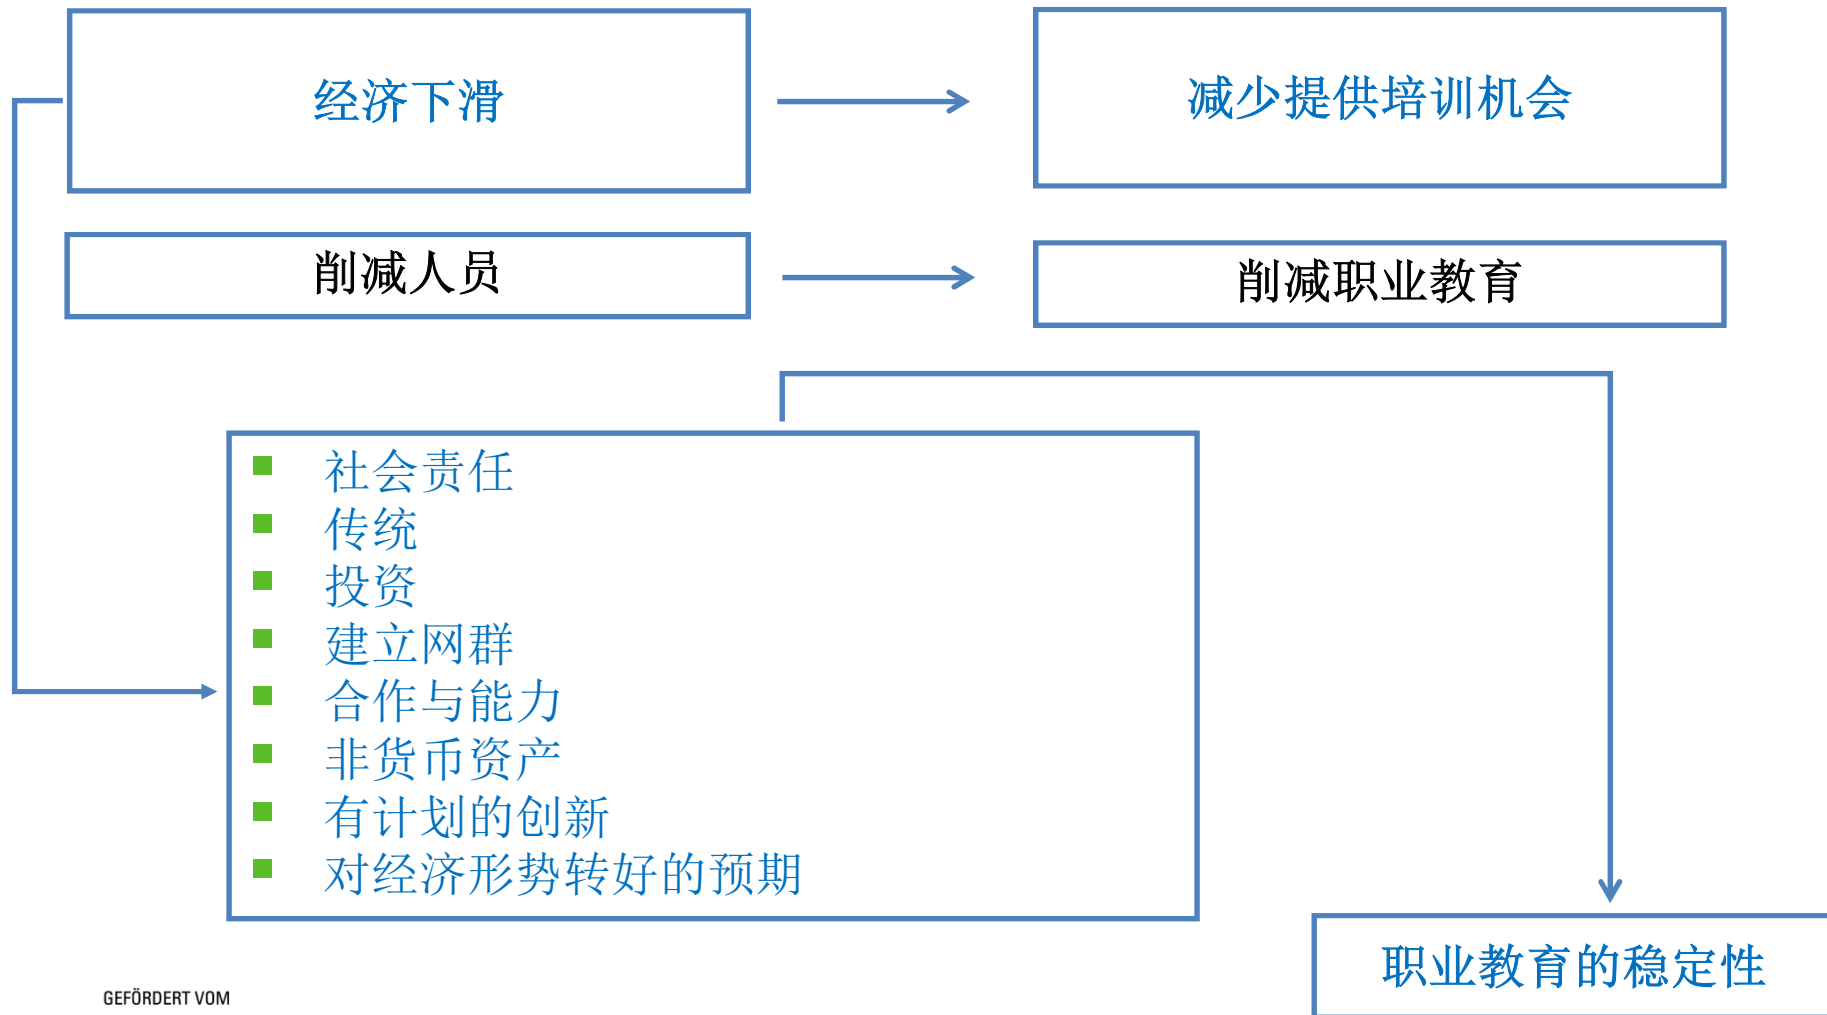 经济下滑
减少提供培训机会
削减人员
削减职业教育
社会责任
传统
投资
建立网群
合作与能力
非货币资产
有计划的创新
对经济形势转好的预期
职业教育的稳定性
GEFÖRDERT VOM